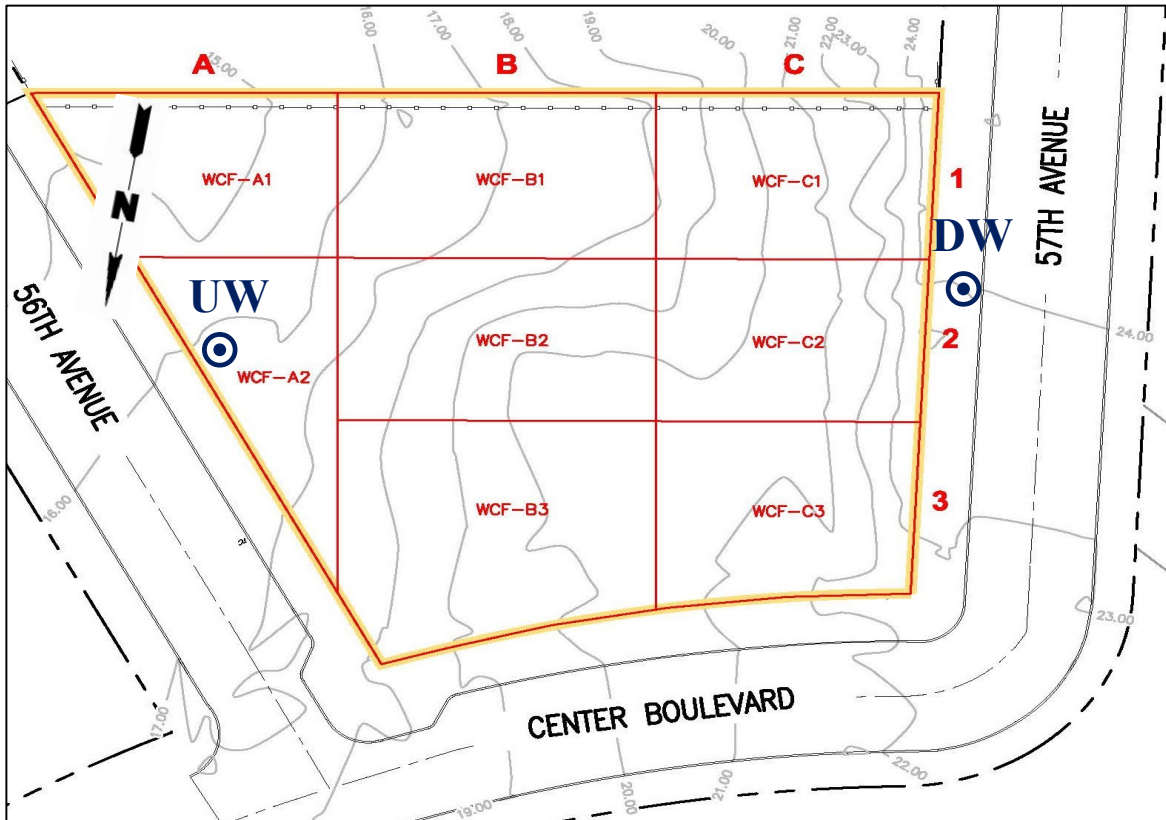 16.00
17.00
18.00
19.00
20.00
21.00
22.00
23.00
24.00
A
B
C
15.00
WCF-A1
WCF-B1
WCF-C1
1
57TH AVENUE
N
DW
UW
56TH AVENUE
24.00
WCF-A2
WCF-B2
WCF-C2
2
16.00
WCF-B3
WCF-C3
3
23.00
17.00
CENTER BOULEVARD
19.00
20.00
21.00
22.00